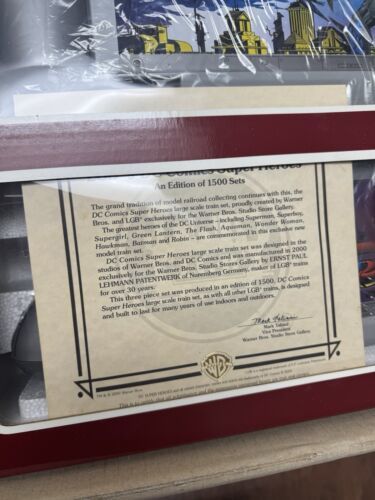 Comics Super Heroes
An Edition of 1500 Sets
The grand tradition of model railroad collecting continues with this, the
DC Comics Super Heroes large scale train set, proudly created by Warner
Bros. and LGB® exclusively for the Warner Bros. Studio Store Gallery.
The greatest heroes of the DC Universe – including Superman, Superboy,
Supergirl, Green Lantern, The Flash, Aquaman, Wonder Woman,
Hawkman, Batman and Robin – are commemorated in this exclusive new
model train set.
DC Comics Super Heroes large scale train set was designed in the
studios of Warner Bros. and DC Comics and was manufactured in 2000
exclusively for the Warner Bros. Studio Stores Gallery by ERNST PAUL
LEHMANN PATENTWERK of Nuremberg Germany, maker of LGB® trains
for over 30 years.
This three piece set was produced in an edition of 1500, DC Comics
Super Heroes large scale train set, as with all other LGB® trains, is designed
and built to last for many years of use indoors and outdoors.
Vice President
Warner Bros. Studio Store Gallery
WB